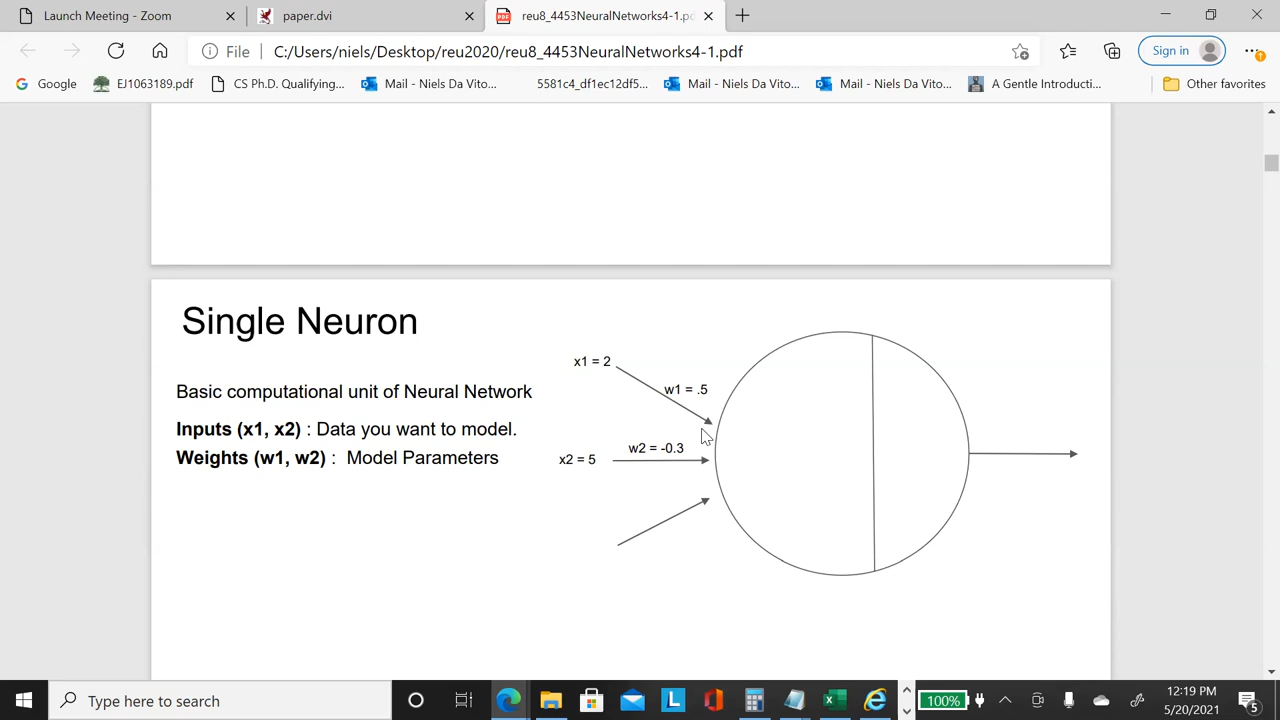 Launch Meeting - Zoom
paper.dvi
reu8_4453NeuralNetworks4-1.pd
File
C:/Users/niels/Desktop/reu2020/reu8_4453NeuralNetworks4-1.pdf
Sign in
Google
EJ1063189.pdf
CS Ph.D. Qualifying...
Mail - Niels Da Vito...
5581c4_df1ec12df5...
Mail - Niels Da Vito...
Mail - Niels Da Vito...
A Gentle Introducti...
Other favorites
Single Neuron
x1 = 2
w1 = .5
Basic computational unit of Neural Network
Inputs (x1, x2) : Data you want to model.
w2 = -0.3
Weights (w1, w2) : Model Parameters
x2 = 5
Type here to search
100%
12:19 PM
5/20/2021
5